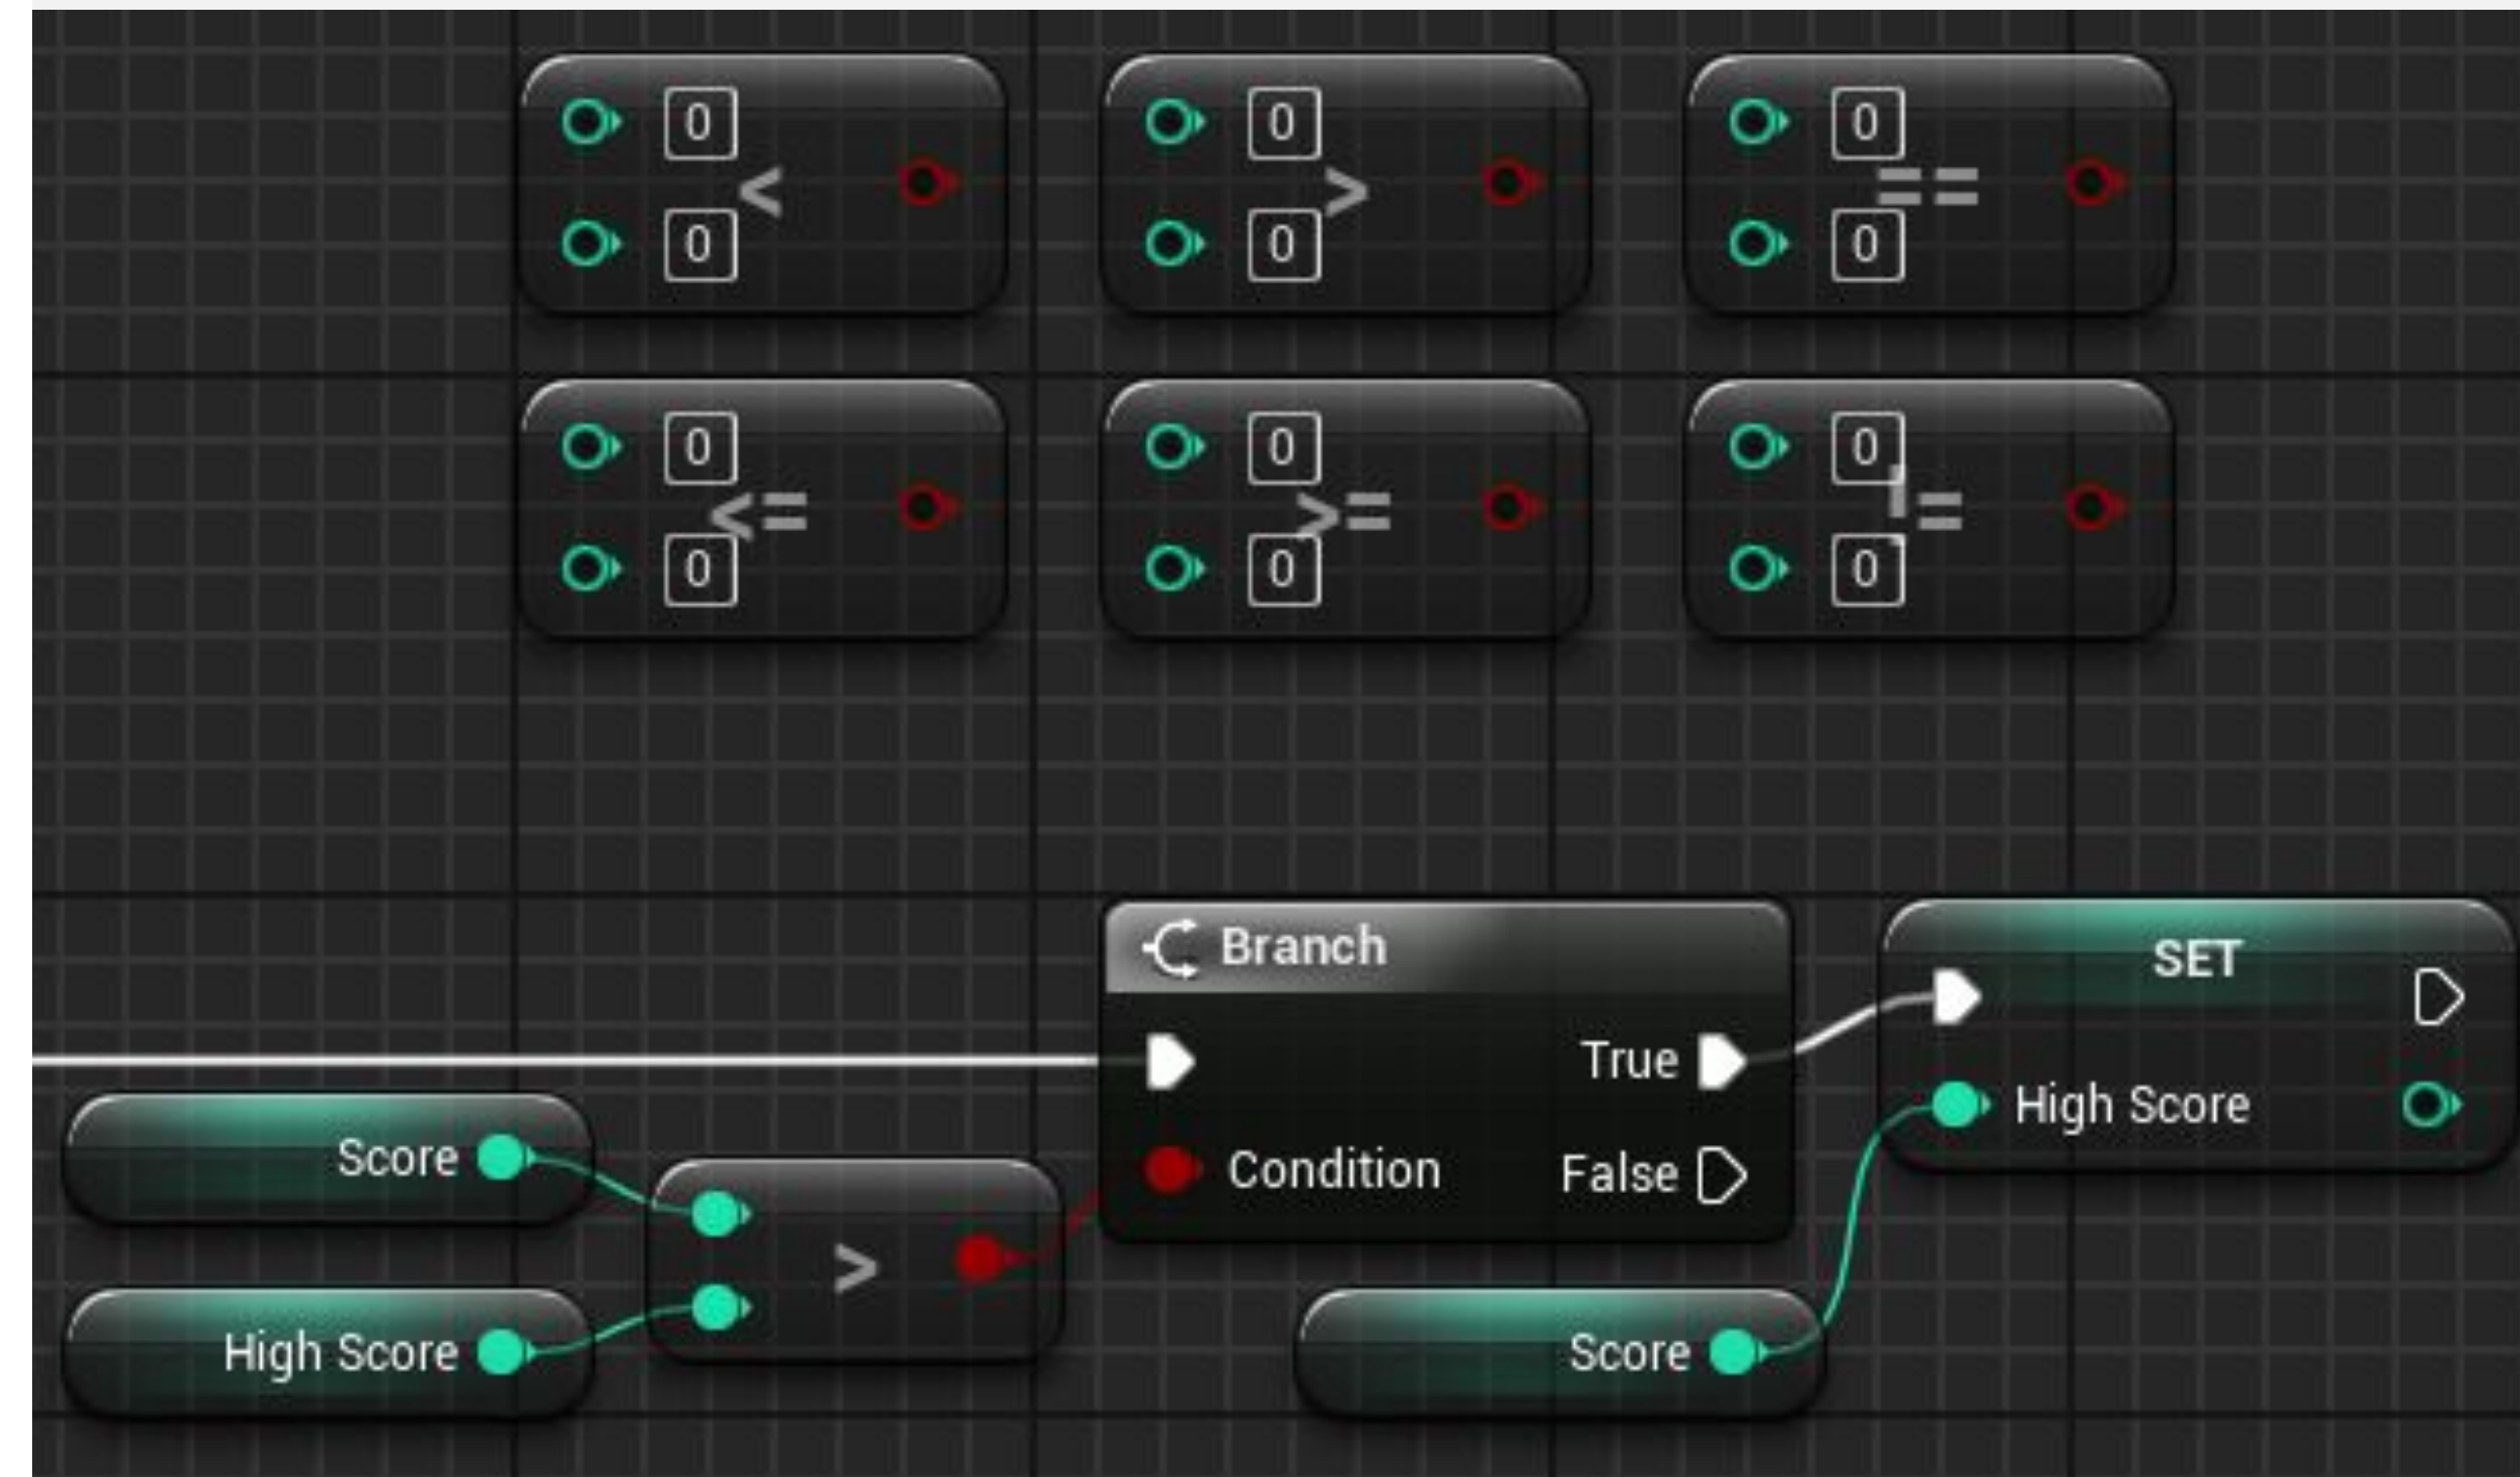 0 0 0
< > ==
0 0 0
0 0 0
<= >= !=
0 0 0
Branch
SET
True
High Score
Score
Condition
False
>
High Score
Score